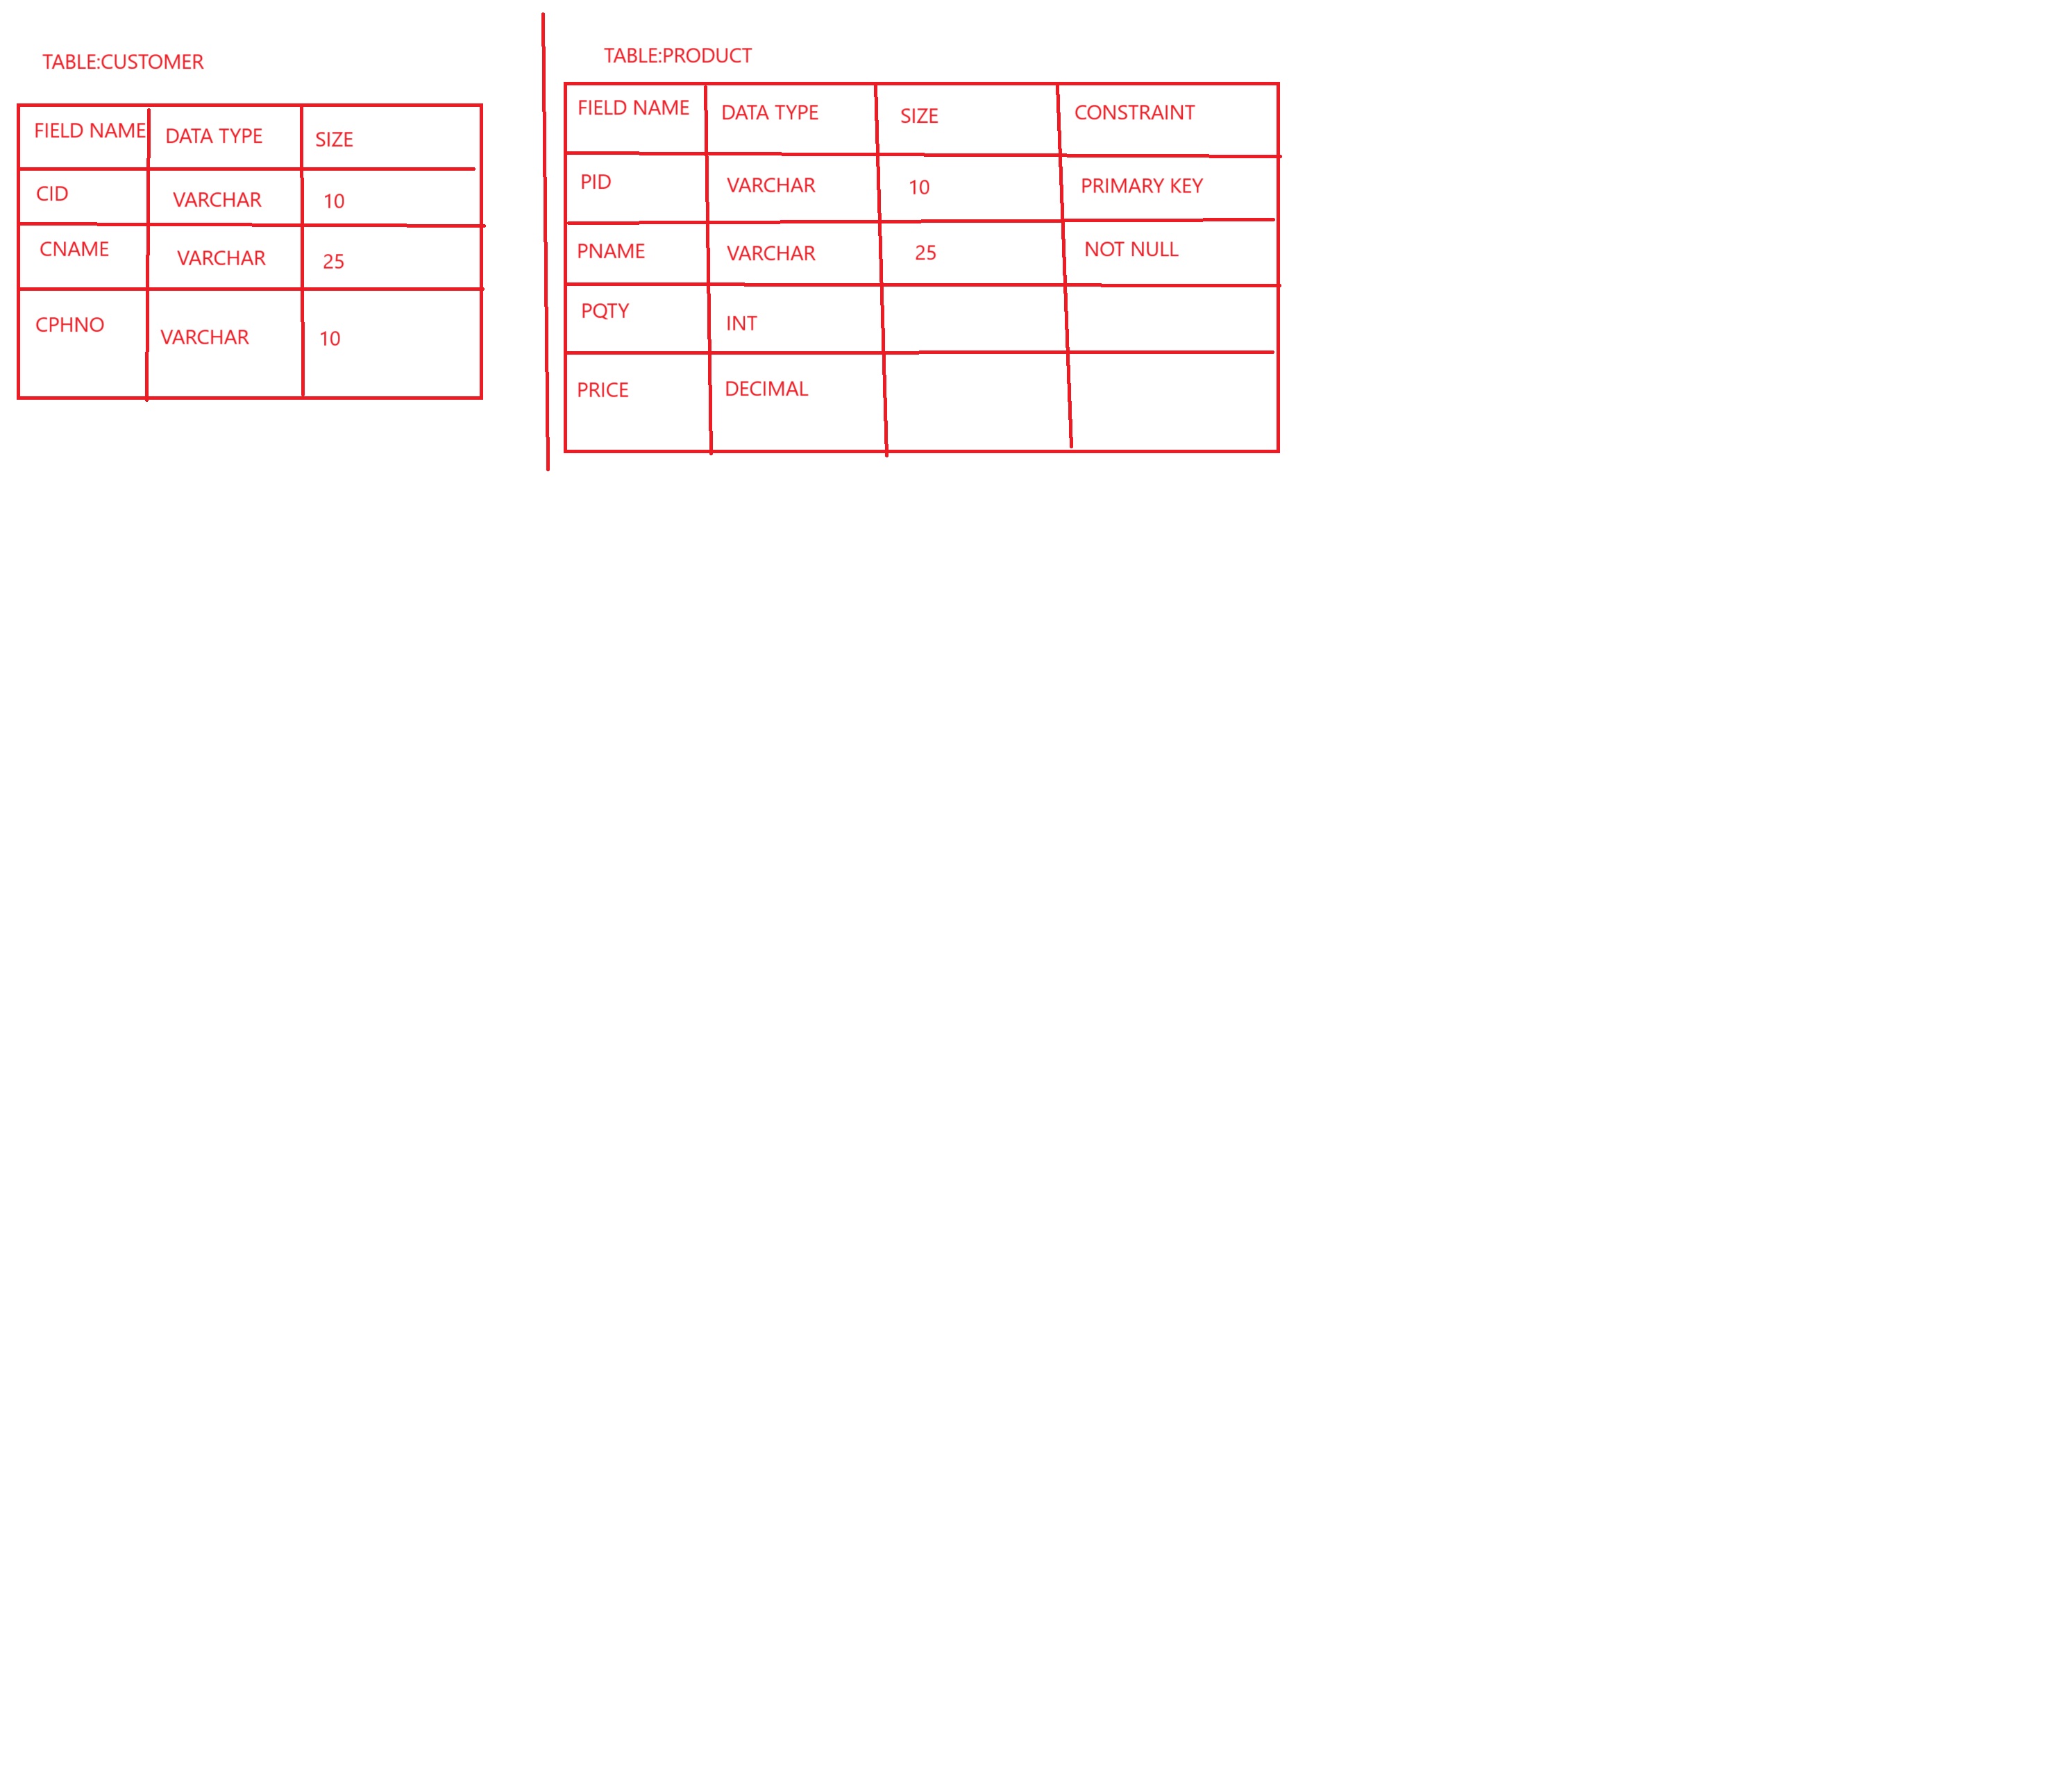 TABLE:CUSTOMER
FIELD NAME DATA TYPE SIZE
CID VARCHAR 10
CNAME VARCHAR 25
CPHNO VARCHAR 10
TABLE:PRODUCT
FIELD NAME DATA TYPE SIZE CONSTRAINT
PID VARCHAR 10 PRIMARY KEY
PNAME VARCHAR 25 NOT NULL
PQTY INT
PRICE DECIMAL